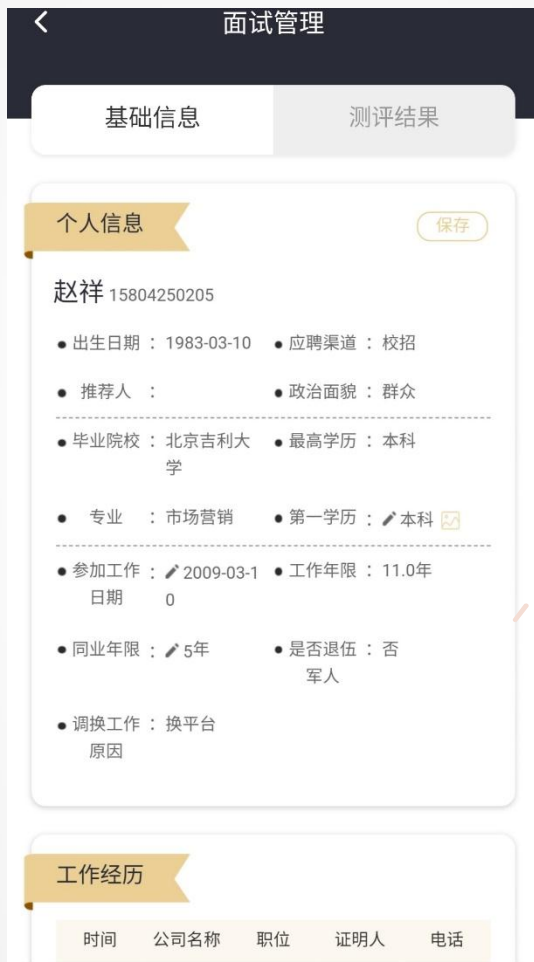 面试管理
基础信息 测评结果
个人信息 保存
赵祥 15804250205
出生日期 : 1983-03-10 应聘渠道 : 校招
推荐人 : 政治面貌 : 群众
毕业院校 : 北京吉利大 最高学历 : 本科
学
专业 : 市场营销 第一学历 : 本科
参加工作 : 2009-03-1 工作年限 : 11.0年
日期 0
同业年限 : 5年 是否退伍 : 否
军人
调换工作 : 换平台
原因
工作经历
时间 公司名称 职位 证明人 电话